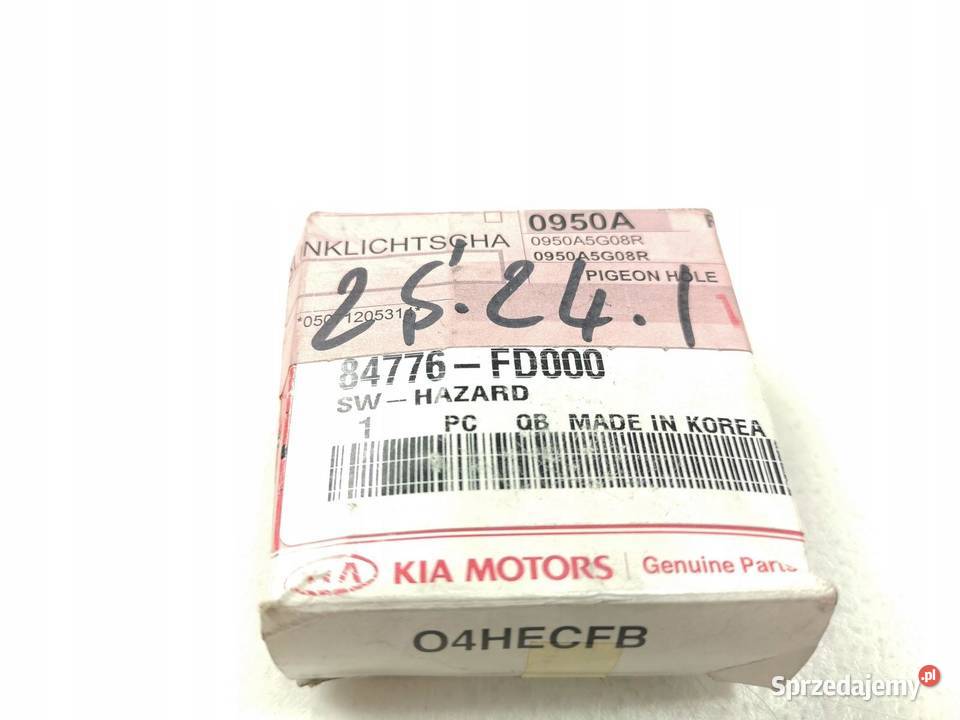 0950A
NKLICHTSCHA
0950A5G08R
0950A5G08R
PIGEON HOLE
25.24.1
84776-FD000
SW-HAZARD
1 PC QB MADE IN KOREA
KIA
KIA MOTORS Genuine Parts
O4HECFB
Sprzedajemy.pl